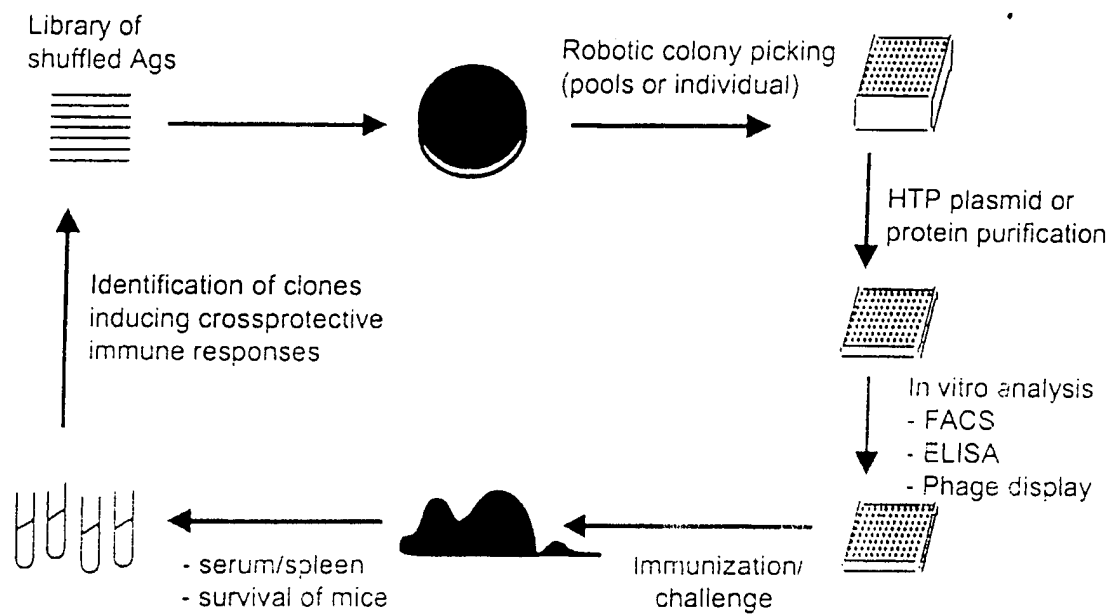 Library of
shuffled Ags
Robotic colony picking
(pools or individual)
HTP plasmid or
protein purification
In vitro analysis
- FACS
- ELISA
- Phage display
Immunization/
challenge
- serum/spleen
- survival of mice
Identification of clones
inducing crossprotective
immune responses